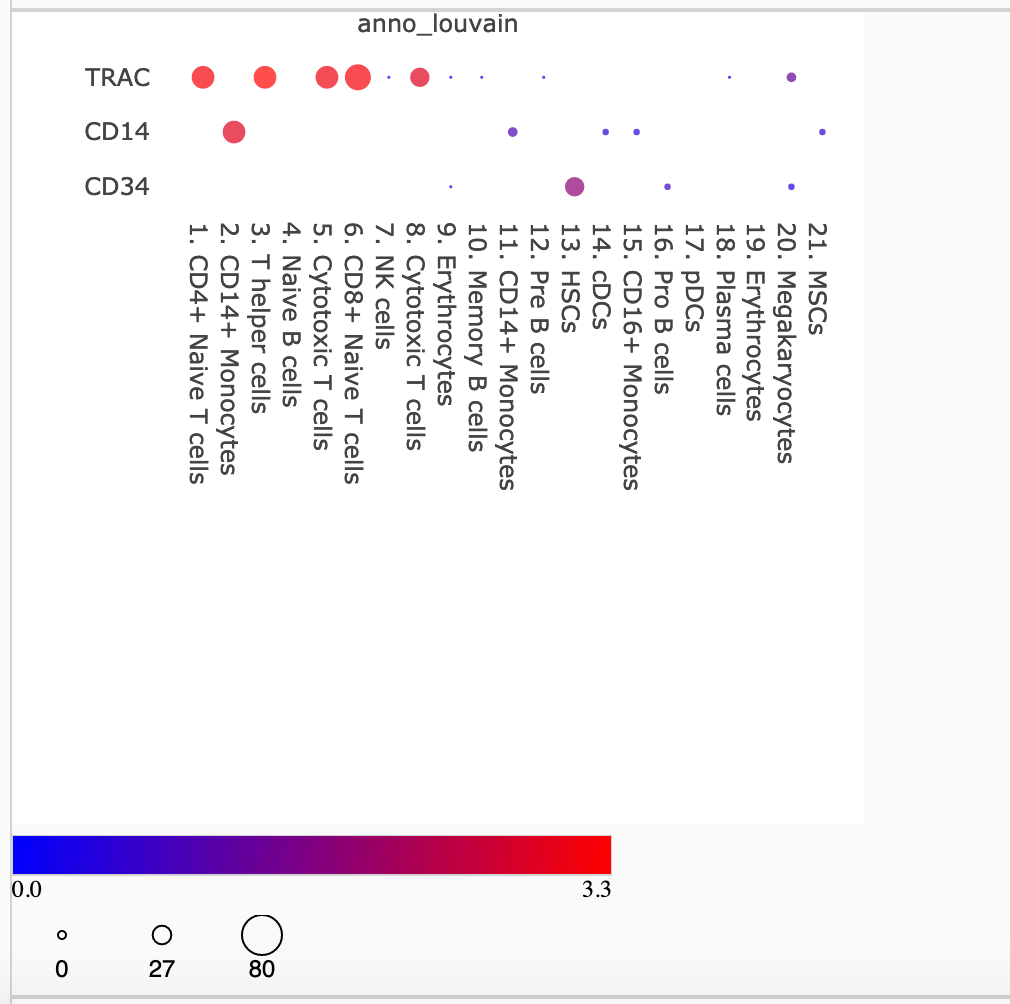 anno_louvain
TRAC
CD14
CD34
1. CD4+ Naive T cells
2. CD14+ Monocytes
3. T helper cells
4. Naive B cells
5. Cytotoxic T cells
6. CD8+ Naive T cells
7. NK cells
8. Cytotoxic T cells
9. Erythrocytes
10. Memory B cells
11. CD14+ Monocytes
12. Pre B cells
13. HSCs
14. cDCs
15. CD16+ Monocytes
16. Pro B cells
17. pDCs
18. Plasma cells
19. Erythrocytes
20. Megakaryocytes
21. MSCs
0.0 3.3
0 27 80